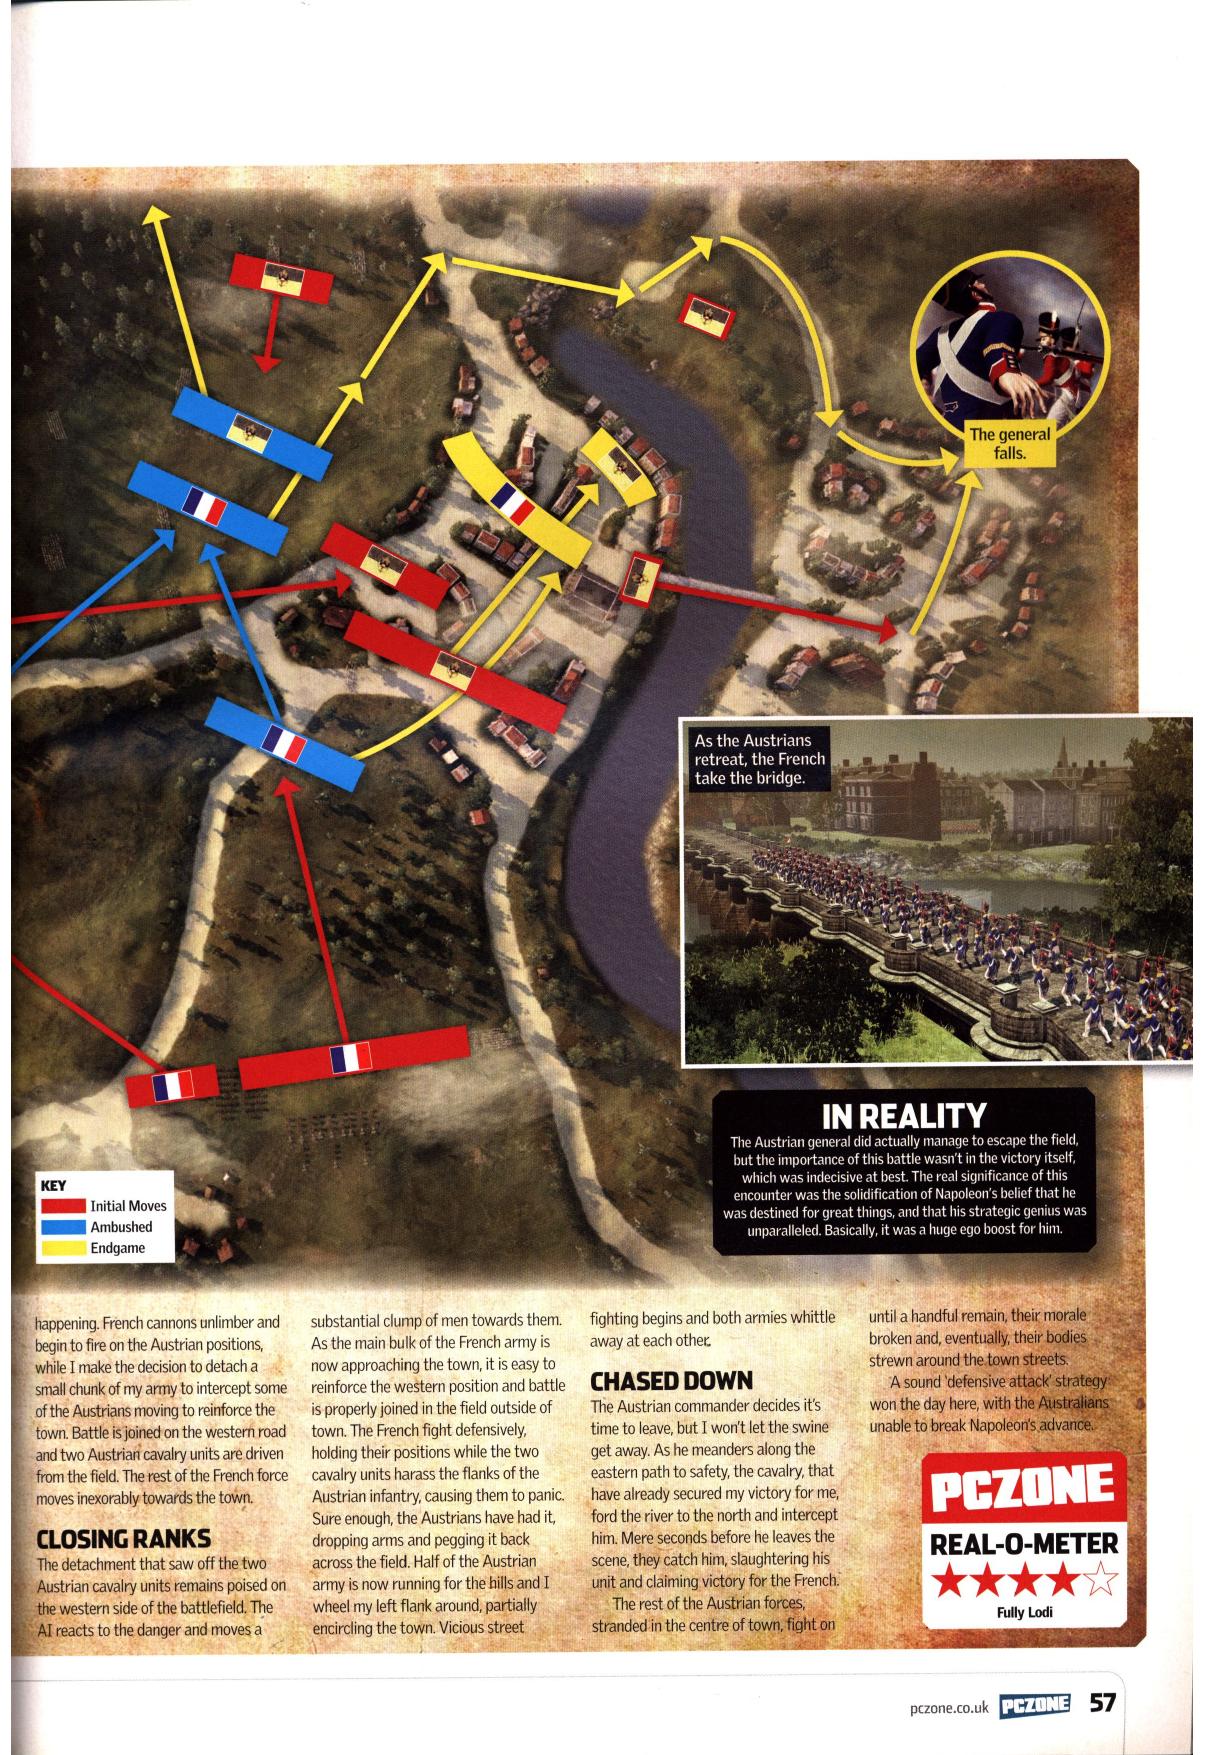 The general
falls.
As the Austrians
retreat, the French
take the bridge.
IN REALITY
The Austrian general did actually manage to escape the field,
but the importance of this battle wasn't in the victory itself,
which was indecisive at best. The real significance of this
encounter was the solidification of Napoleon's belief that he
was destined for great things, and that his strategic genius was
unparalleled. Basically, it was a huge ego boost for him.
KEY
Initial Moves
Ambushed
Endgame
happening. French cannons unlimber and
begin to fire on the Austrian positions,
while I make the decision to detach a
small chunk of my army to intercept some
of the Austrians moving to reinforce the
town. Battle is joined on the western road
and two Austrian cavalry units are driven
from the field. The rest of the French force
moves inexorably towards the town.
CLOSING RANKS
The detachment that saw off the two
Austrian cavalry units remains poised on
the western side of the battlefield. The
AI reacts to the danger and moves a
substantial clump of men towards them.
As the main bulk of the French army is
now approaching the town, it is easy to
reinforce the western position and battle
is properly joined in the field outside of
town. The French fight defensively,
holding their positions while the two
cavalry units harass the flanks of the
Austrian infantry, causing them to panic.
Sure enough, the Austrians have had it,
dropping arms and pegging it back
across the field. Half of the Austrian
army is now running for the hills and I
wheel my left flank around, partially
encircling the town. Vicious street
fighting begins and both armies whittle
away at each other.
CHASED DOWN
The Austrian commander decides it's
time to leave, but I won't let the swine
get away. As he meanders along the
eastern path to safety, the cavalry, that
have already secured my victory for me,
ford the river to the north and intercept
him. Mere seconds before he leaves the
scene, they catch him, slaughtering his
unit and claiming victory for the French.
The rest of the Austrian forces,
stranded in the centre of town, fight on
until a handful remain, their morale
broken and, eventually, their bodies
strewn around the town streets.
A sound 'defensive attack' strategy
won the day here, with the Australians
unable to break Napoleon's advance.
PCZONE
REAL-O-METER
Fully Lodi
pczone.co.uk PCZONE 57